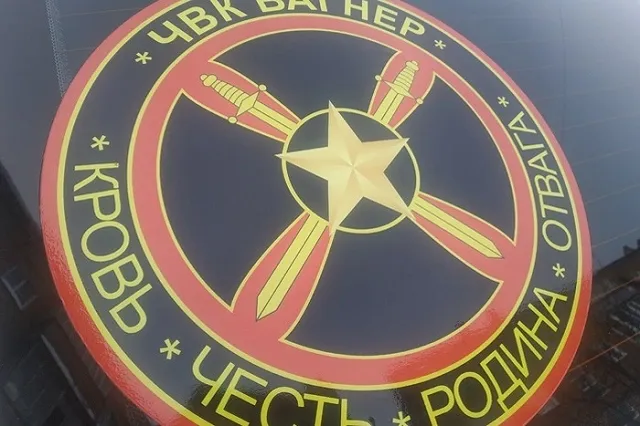 ЧВК ВАГНЕР
* КРОВЬ * ЧЕСТЬ * РОДИНА * ОТВАГА *